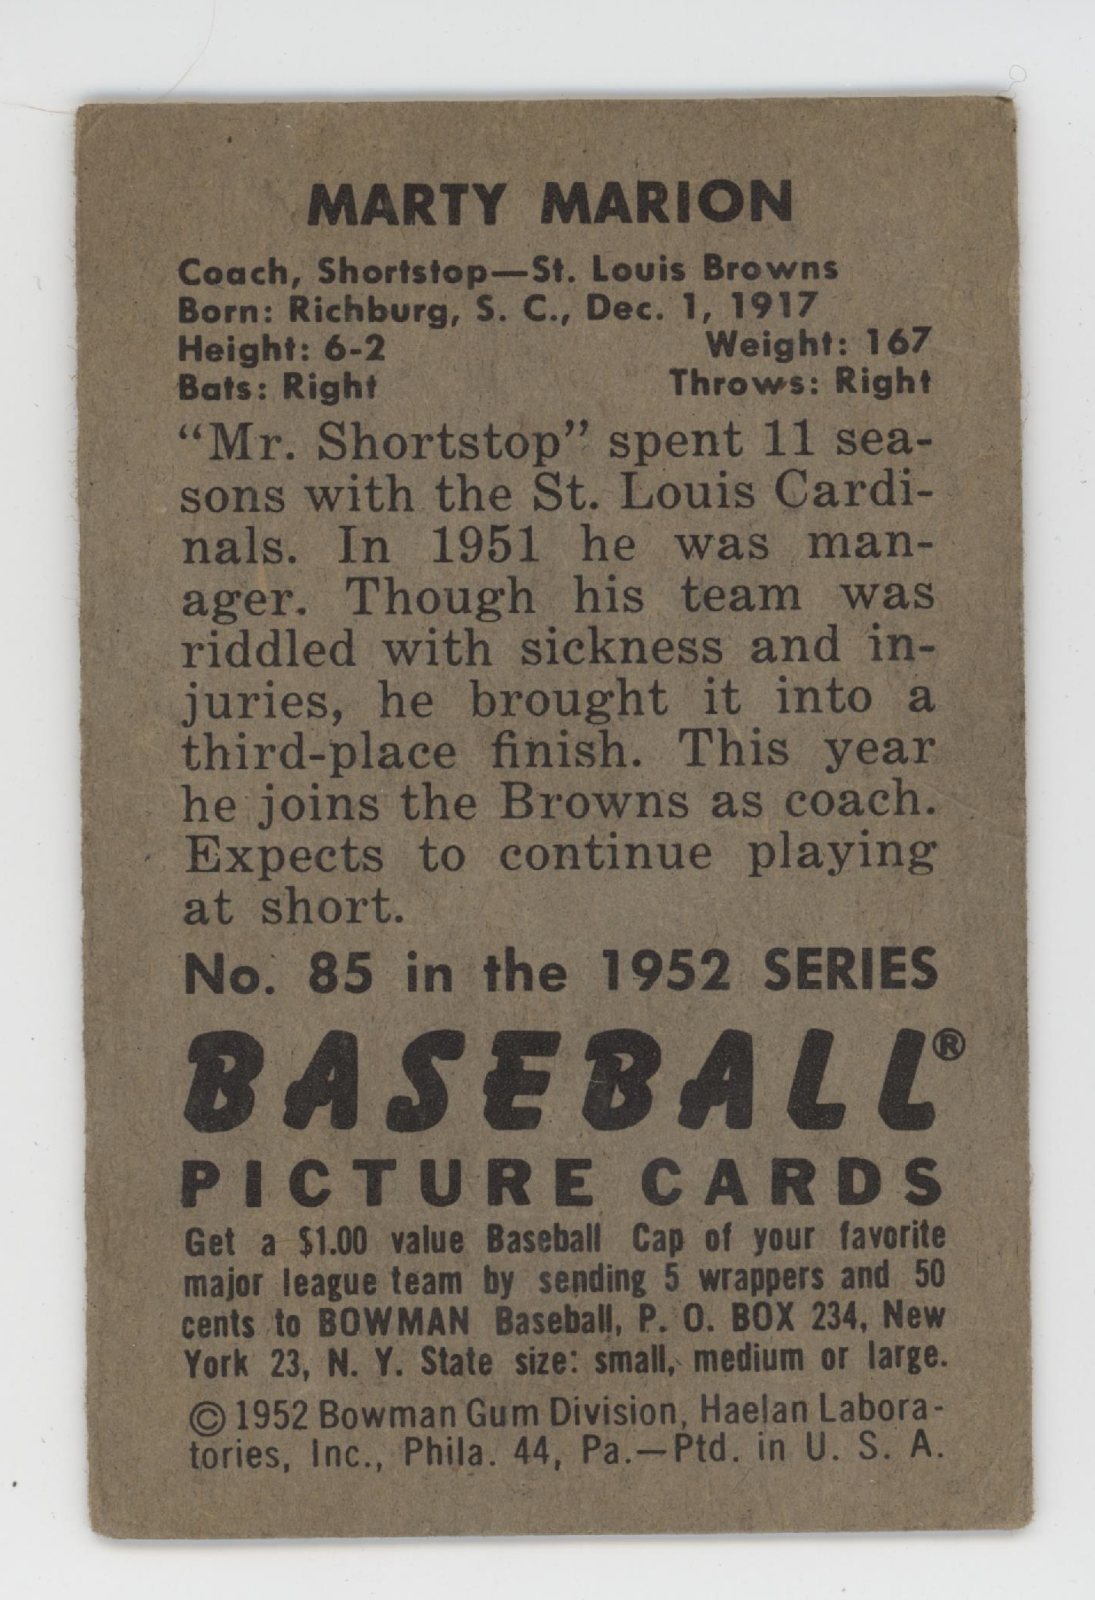 MARTY MARION
Coach, Shortstop—St. Louis Browns
Born: Richburg, S. C., Dec. 1, 1917
Height: 6-2 Weight: 167
Bats: Right Throws: Right
“Mr. Shortstop” spent 11 sea-
sons with the St. Louis Cardi-
nals. In 1951 he was man-
ager. Though his team was
riddled with sickness and in-
juries, he brought it into a
third-place finish. This year
he joins the Browns as coach.
Expects to continue playing
at short.
No. 85 in the 1952 SERIES
BASEBALL®
PICTURE CARDS
Get a $1.00 value Baseball Cap of your favorite
major league team by sending 5 wrappers and 50
cents to BOWMAN Baseball, P. O. BOX 234, New
York 23, N. Y. State size: small, medium or large.
© 1952 Bowman Gum Division, Haelan Labora-
tories, Inc., Phila. 44, Pa.—Ptd. in U. S. A.